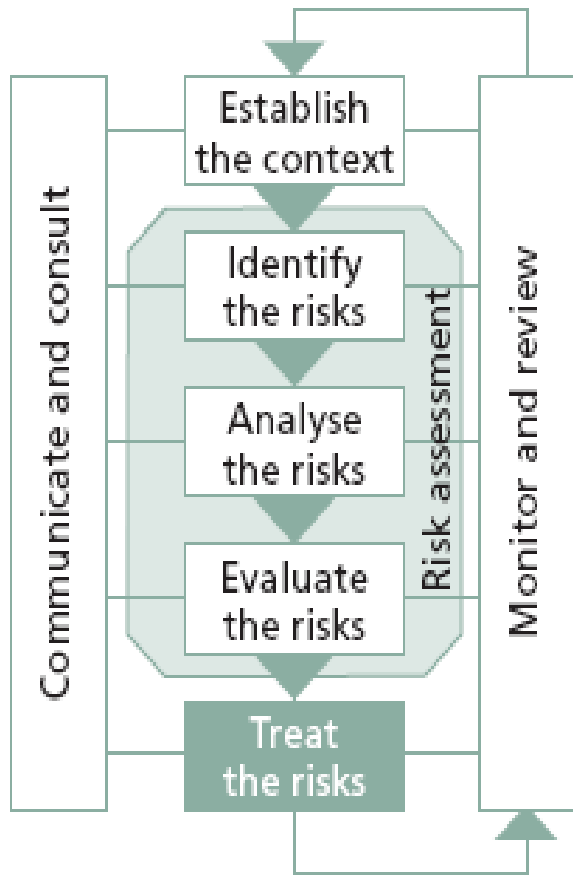 Communicate and consult
Establish
the context
Identify
the risks
Analyse
the risks
Evaluate
the risks
Risk assessment
Treat
the risks
Monitor and review